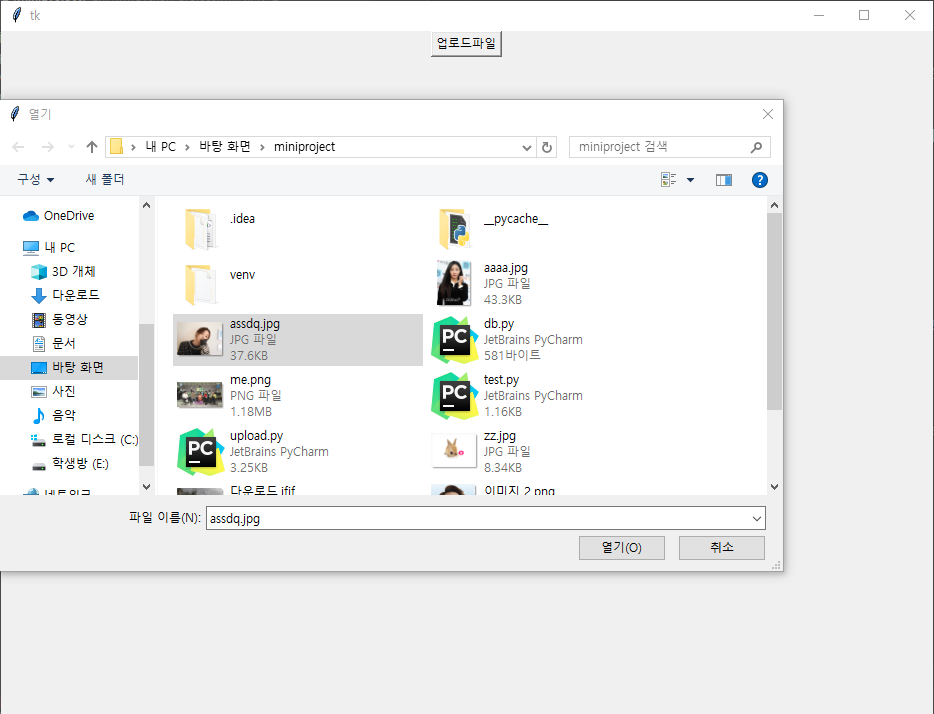 tk
업로드파일
열기
내 PC
바탕 화면
miniproject
miniproject 검색
구성
새 폴더
OneDrive
내 PC
3D 개체
다운로드
동영상
문서
바탕 화면
사진
음악
로컬 디스크 (C:)
학생방 (E:)
네트워크
.idea
__pycache__
venv
aaaa.jpg
JPG 파일
43.3KB
assdq.jpg
JPG 파일
37.6KB
db.py
JetBrains PyCharm
581바이트
me.png
PNG 파일
1.18MB
test.py
JetBrains PyCharm
1.16KB
upload.py
JetBrains PyCharm
3.25KB
zz.jpg
JPG 파일
8.34KB
다운로드.jfif
이미지 2.png
파일 이름(N):
assdq.jpg
열기(O)
취소